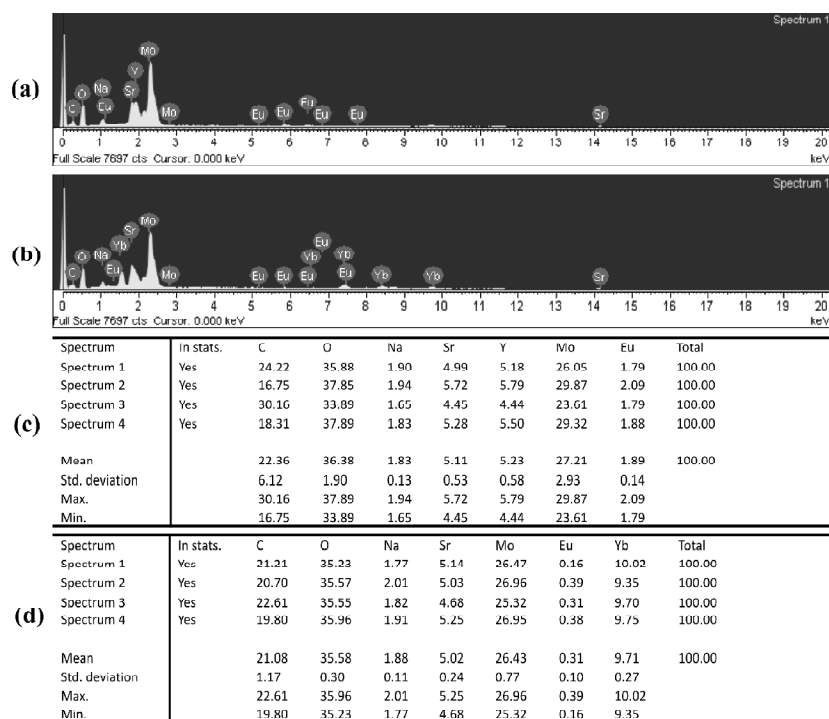 Spectrum 1
(a)
C O Na Eu Sr Y Mo Mo Eu Eu Eu Eu Eu Sr
0 1 2 3 4 5 6 7 8 9 10 11 12 13 14 15 16 17 18 19 20
Full Scale 7697 cts Cursor: 0.000 keV keV
Spectrum 1
(b)
C O Na Eu Yb Sr Mo Mo Eu Eu Eu Yb Eu Yb Eu Yb Yb Sr
0 1 2 3 4 5 6 7 8 9 10 11 12 13 14 15 16 17 18 19 20
Full Scale 7697 cts Cursor: 0.000 keV keV
(c)
Spectrum In stats. C O Na Sr Y Mo Eu Total
Spectrum 1 Yes 24.22 35.88 1.90 4.99 5.18 26.05 1.79 100.00
Spectrum 2 Yes 16.75 37.85 1.94 5.72 5.79 29.87 2.09 100.00
Spectrum 3 Yes 30.16 33.89 1.65 4.45 4.44 23.61 1.79 100.00
Spectrum 4 Yes 18.31 37.89 1.83 5.28 5.50 29.32 1.88 100.00
Mean 22.36 36.38 1.83 5.11 5.23 27.21 1.89 100.00
Std. deviation 6.12 1.90 0.13 0.53 0.58 2.93 0.14
Max. 30.16 37.89 1.94 5.72 5.79 29.87 2.09
Min. 16.75 33.89 1.65 4.45 4.44 23.61 1.79
(d)
Spectrum In stats. C O Na Sr Mo Eu Yb Total
Spectrum 1 Yes 21.21 35.23 1.77 5.14 26.47 0.16 10.02 100.00
Spectrum 2 Yes 20.70 35.57 2.01 5.03 26.96 0.39 9.35 100.00
Spectrum 3 Yes 22.61 35.55 1.82 4.68 25.32 0.31 9.70 100.00
Spectrum 4 Yes 19.80 35.96 1.91 5.25 26.95 0.38 9.75 100.00
Mean 21.08 35.58 1.88 5.02 26.43 0.31 9.71 100.00
Std. deviation 1.17 0.30 0.11 0.24 0.77 0.10 0.27
Max. 22.61 35.96 2.01 5.25 26.96 0.39 10.02
Min. 19.80 35.23 1.77 4.68 25.32 0.16 9.35